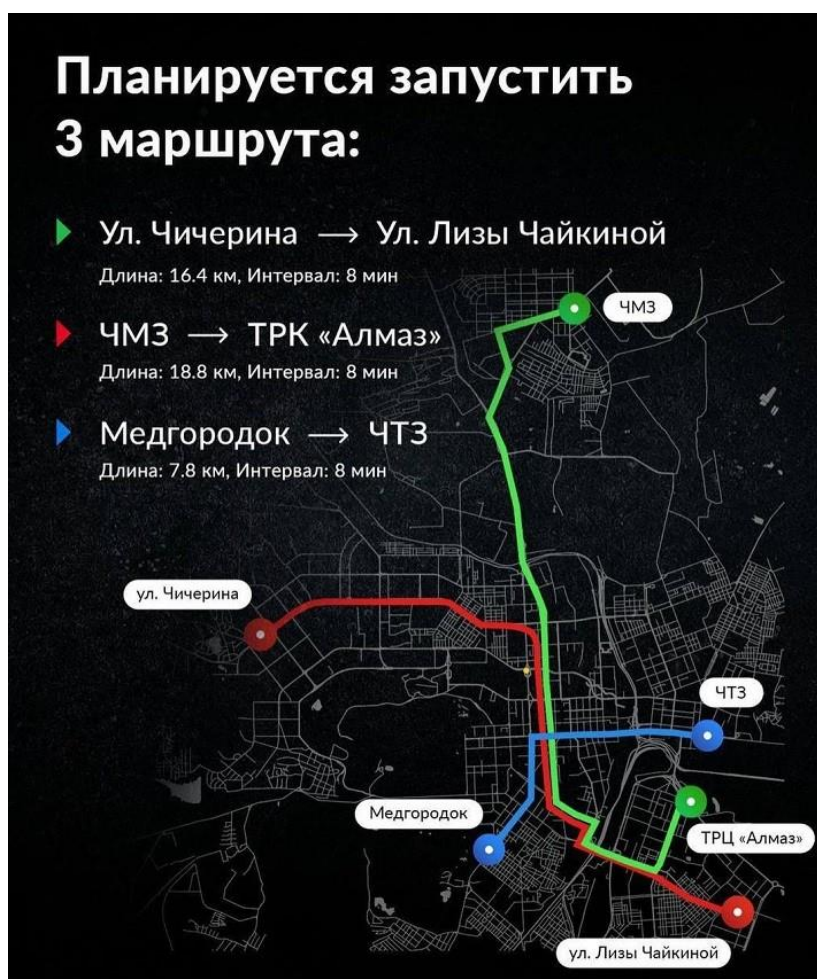 Планируется запустить
3 маршрута:
Ул. Чичерина → Ул. Лизы Чайкиной
Длина: 16.4 км, Интервал: 8 мин
ЧМЗ → ТРК «Алмаз»
Длина: 18.8 км, Интервал: 8 мин
Медгородок → ЧТЗ
Длина: 7.8 км, Интервал: 8 мин
ЧМЗ
ул. Чичерина
ЧТЗ
Медгородок
ТРЦ «Алмаз»
ул. Лизы Чайкиной